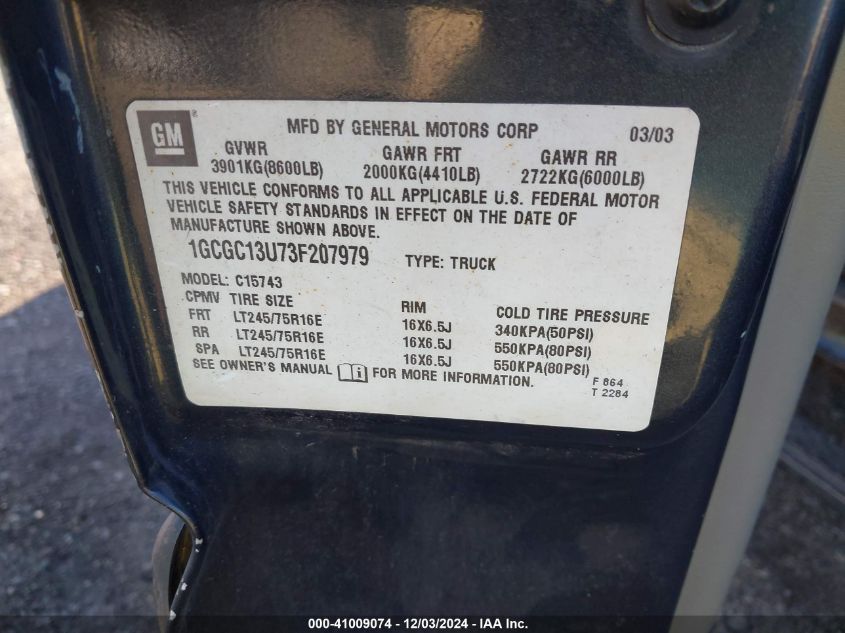 GM ® MFD BY GENERAL MOTORS CORP 03/03
GVWR GAWR FRT GAWR RR
3901KG(8600LB) 2000KG(4410LB) 2722KG(6000LB)
THIS VEHICLE CONFORMS TO ALL APPLICABLE U.S. FEDERAL MOTOR
VEHICLE SAFETY STANDARDS IN EFFECT ON THE DATE OF
MANUFACTURE SHOWN ABOVE.
1GCGC13U73F207979 TYPE: TRUCK
MODEL: C15743
CPMV TIRE SIZE RIM COLD TIRE PRESSURE
FRT LT245/75R16E 16X6.5J 340KPA(50PSI)
RR LT245/75R16E 16X6.5J 550KPA(80PSI)
SPA LT245/75R16E 16X6.5J 550KPA(80PSI)
SEE OWNER'S MANUAL i FOR MORE INFORMATION.
F 864
T 2284
000-41009074 - 12/03/2024 - IAA Inc.